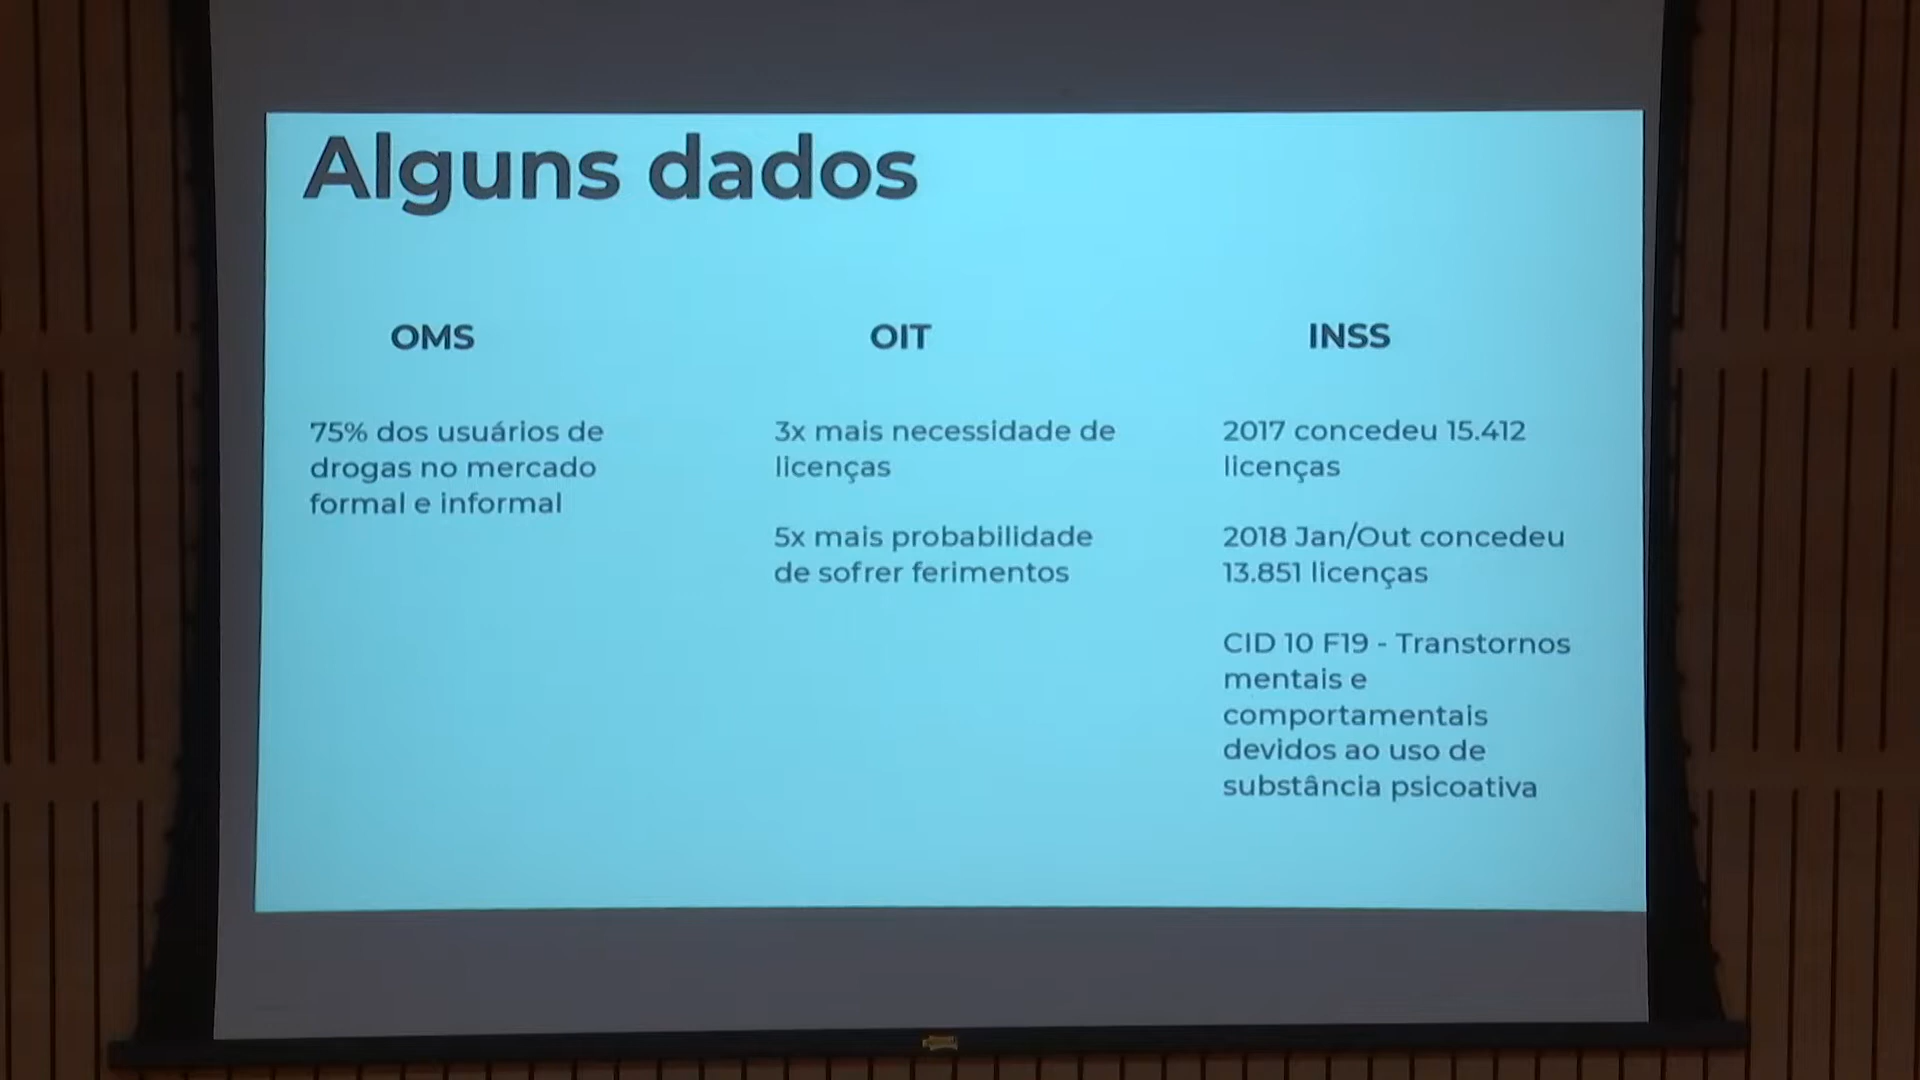 Alguns dados
OMS
75% dos usuários de
drogas no mercado
formal e informal
OIT
3x mais necessidade de
licenças
5x mais probabilidade
de sofrer ferimentos
INSS
2017 concedeu 15.412
licenças
2018 Jan/Out concedeu
13.851 licenças
CID 10 F19 - Transtornos
mentais e
comportamentais
devidos ao uso de
substância psicoativa